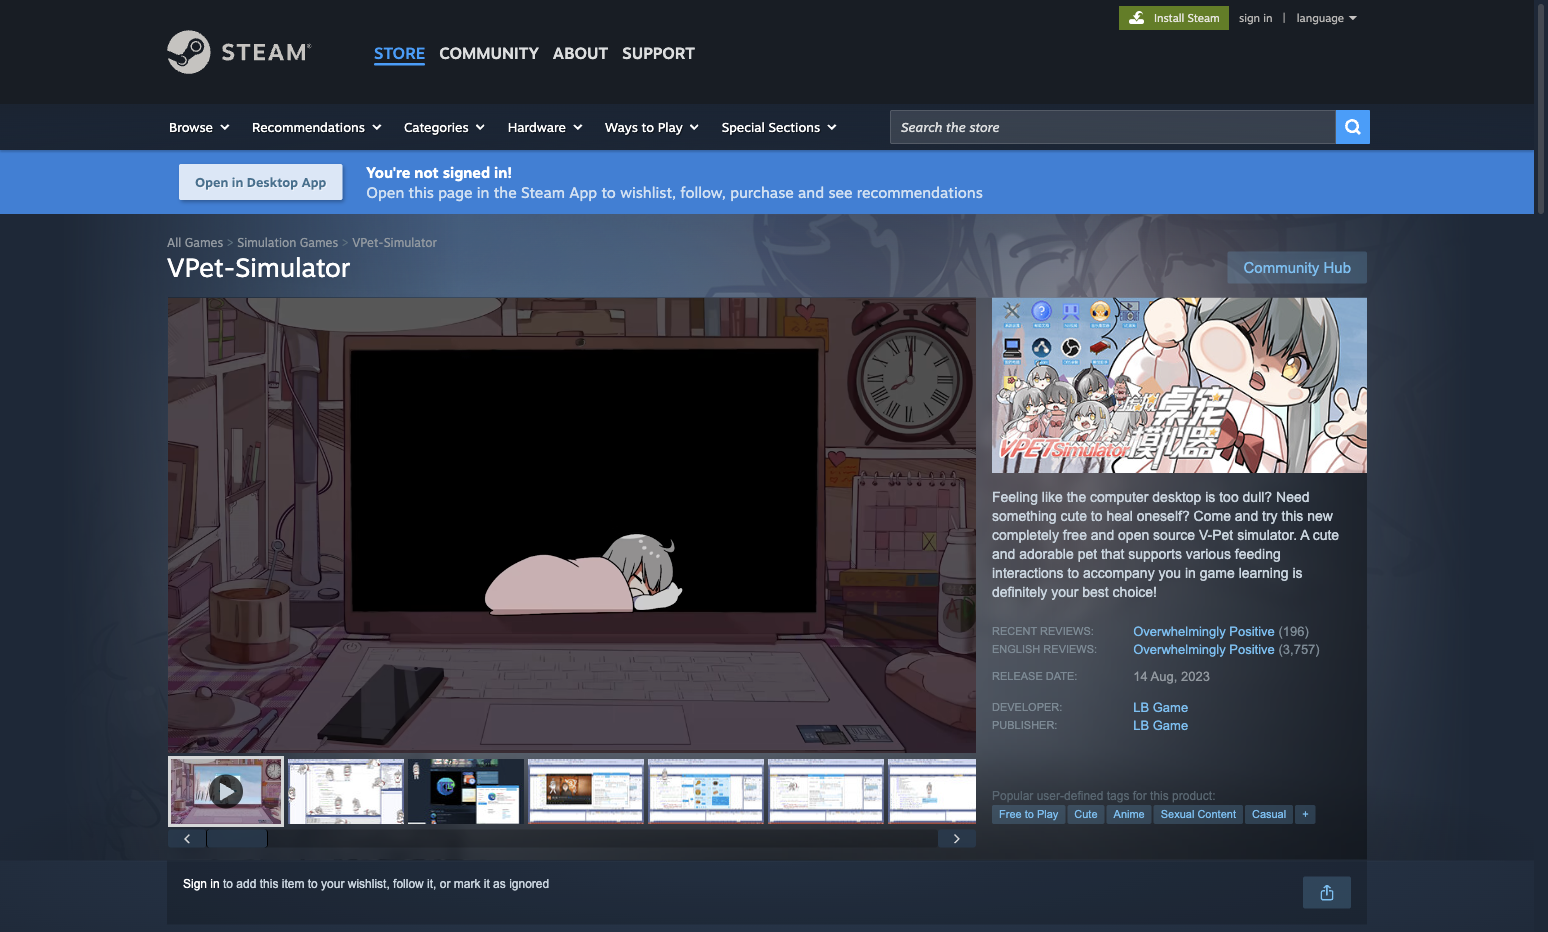 Install Steam
sign in | language
STEAM®
STORE COMMUNITY ABOUT SUPPORT
Browse Recommendations Categories Hardware Ways to Play Special Sections
Search the store
Open in Desktop App
You're not signed in!
Open this page in the Steam App to wishlist, follow, purchase and see recommendations
All Games > Simulation Games > VPet-Simulator
VPet-Simulator
Community Hub
虚拟桌宠模拟器
VPETSimulator
Feeling like the computer desktop is too dull? Need
something cute to heal oneself? Come and try this new
completely free and open source V-Pet simulator. A cute
and adorable pet that supports various feeding
interactions to accompany you in game learning is
definitely your best choice!
RECENT REVIEWS: Overwhelmingly Positive (196)
ENGLISH REVIEWS: Overwhelmingly Positive (3,757)
RELEASE DATE: 14 Aug, 2023
DEVELOPER: LB Game
PUBLISHER: LB Game
Popular user-defined tags for this product:
Free to Play Cute Anime Sexual Content Casual +
Sign in to add this item to your wishlist, follow it, or mark it as ignored